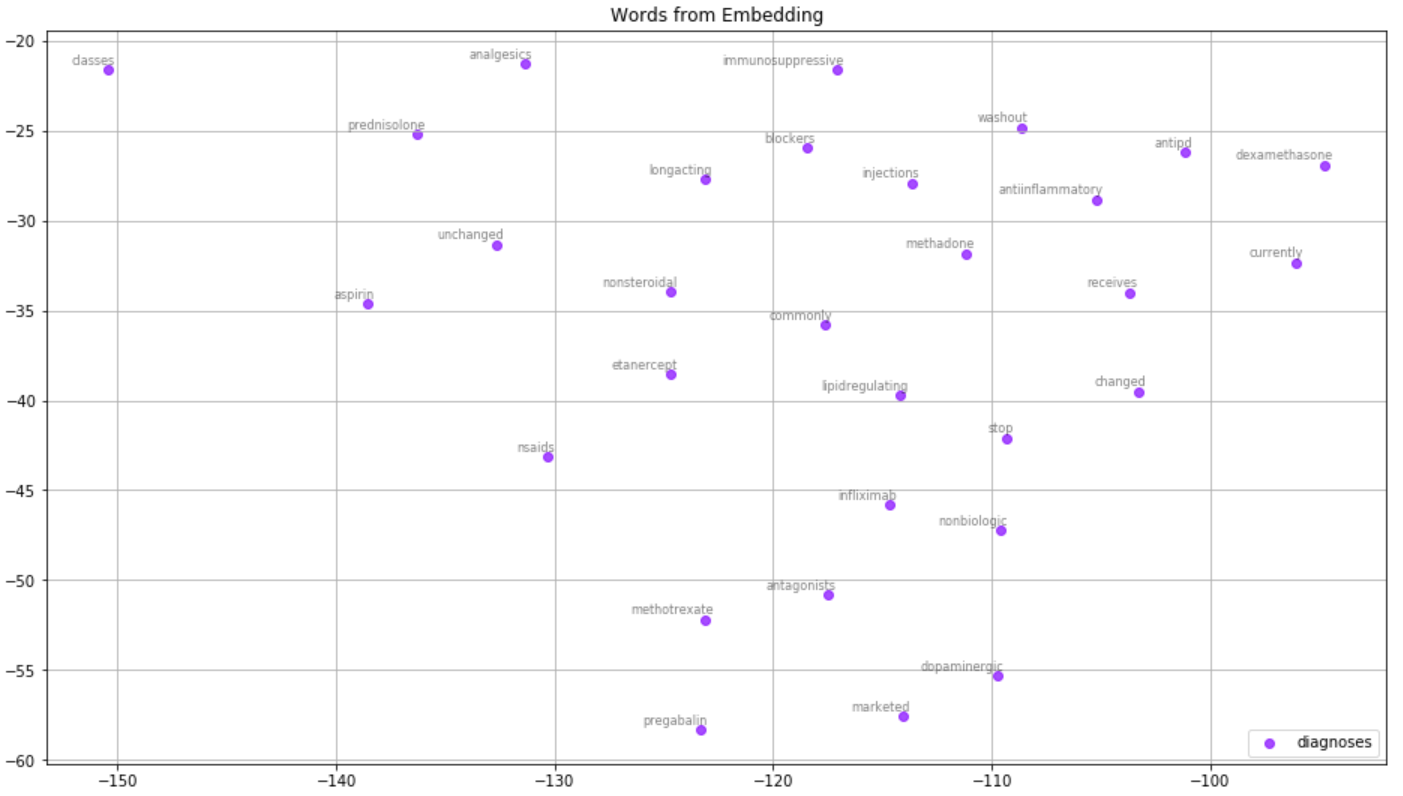 Words from Embedding
−20
classes
analgesics
immunosuppressive
washout
prednisolone
−25
blockers
antipd
dexamethasone
longacting
injections
antiinflammatory
−30
unchanged
methadone
currently
nonsteroidal
receives
aspirin
−35
commonly
etanercept
lipidregulating
changed
−40
stop
nsaids
−45
infliximab
nonbiologic
−50
antagonists
methotrexate
−55
dopaminergic
marketed
pregabalin
diagnoses
−60
−150 −140 −130 −120 −110 −100